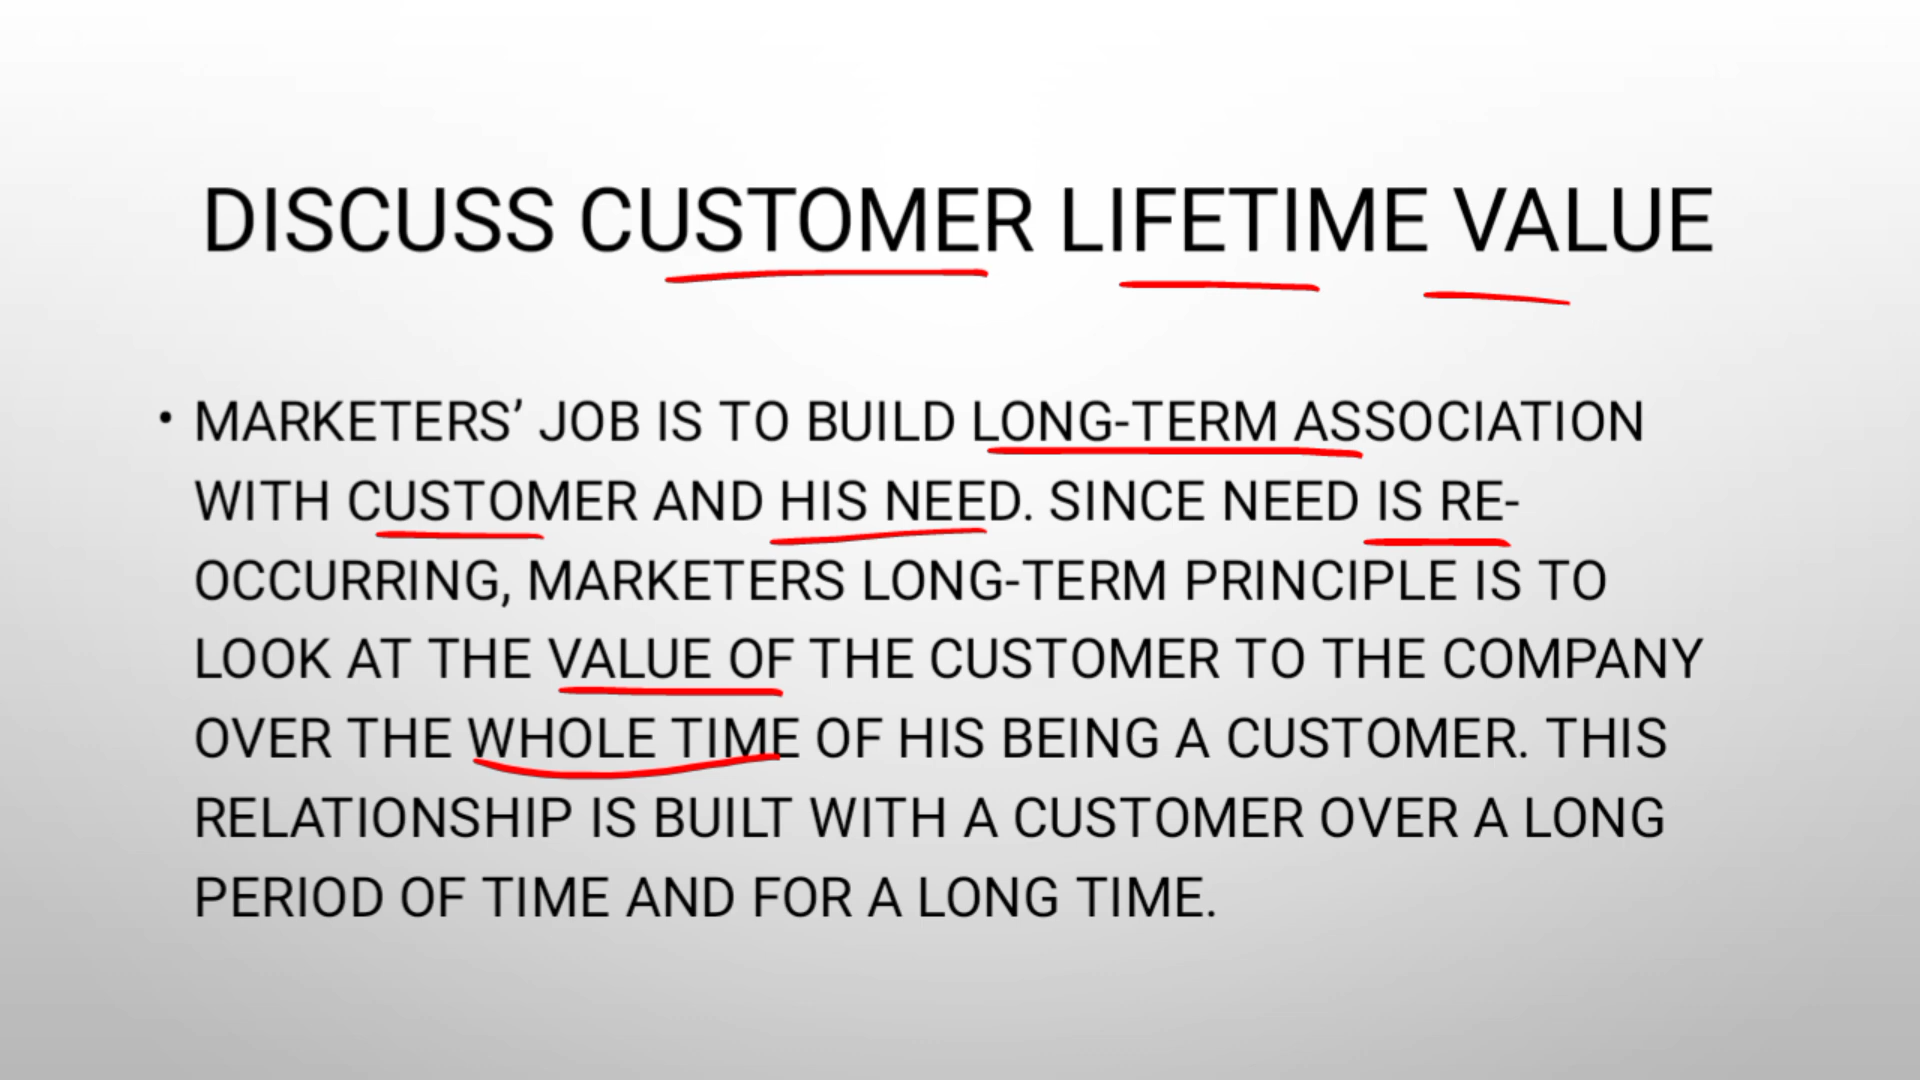 DISCUSS CUSTOMER LIFETIME VALUE
• MARKETERS’ JOB IS TO BUILD LONG-TERM ASSOCIATION
WITH CUSTOMER AND HIS NEED. SINCE NEED IS RE-
OCCURRING, MARKETERS LONG-TERM PRINCIPLE IS TO
LOOK AT THE VALUE OF THE CUSTOMER TO THE COMPANY
OVER THE WHOLE TIME OF HIS BEING A CUSTOMER. THIS
RELATIONSHIP IS BUILT WITH A CUSTOMER OVER A LONG
PERIOD OF TIME AND FOR A LONG TIME.